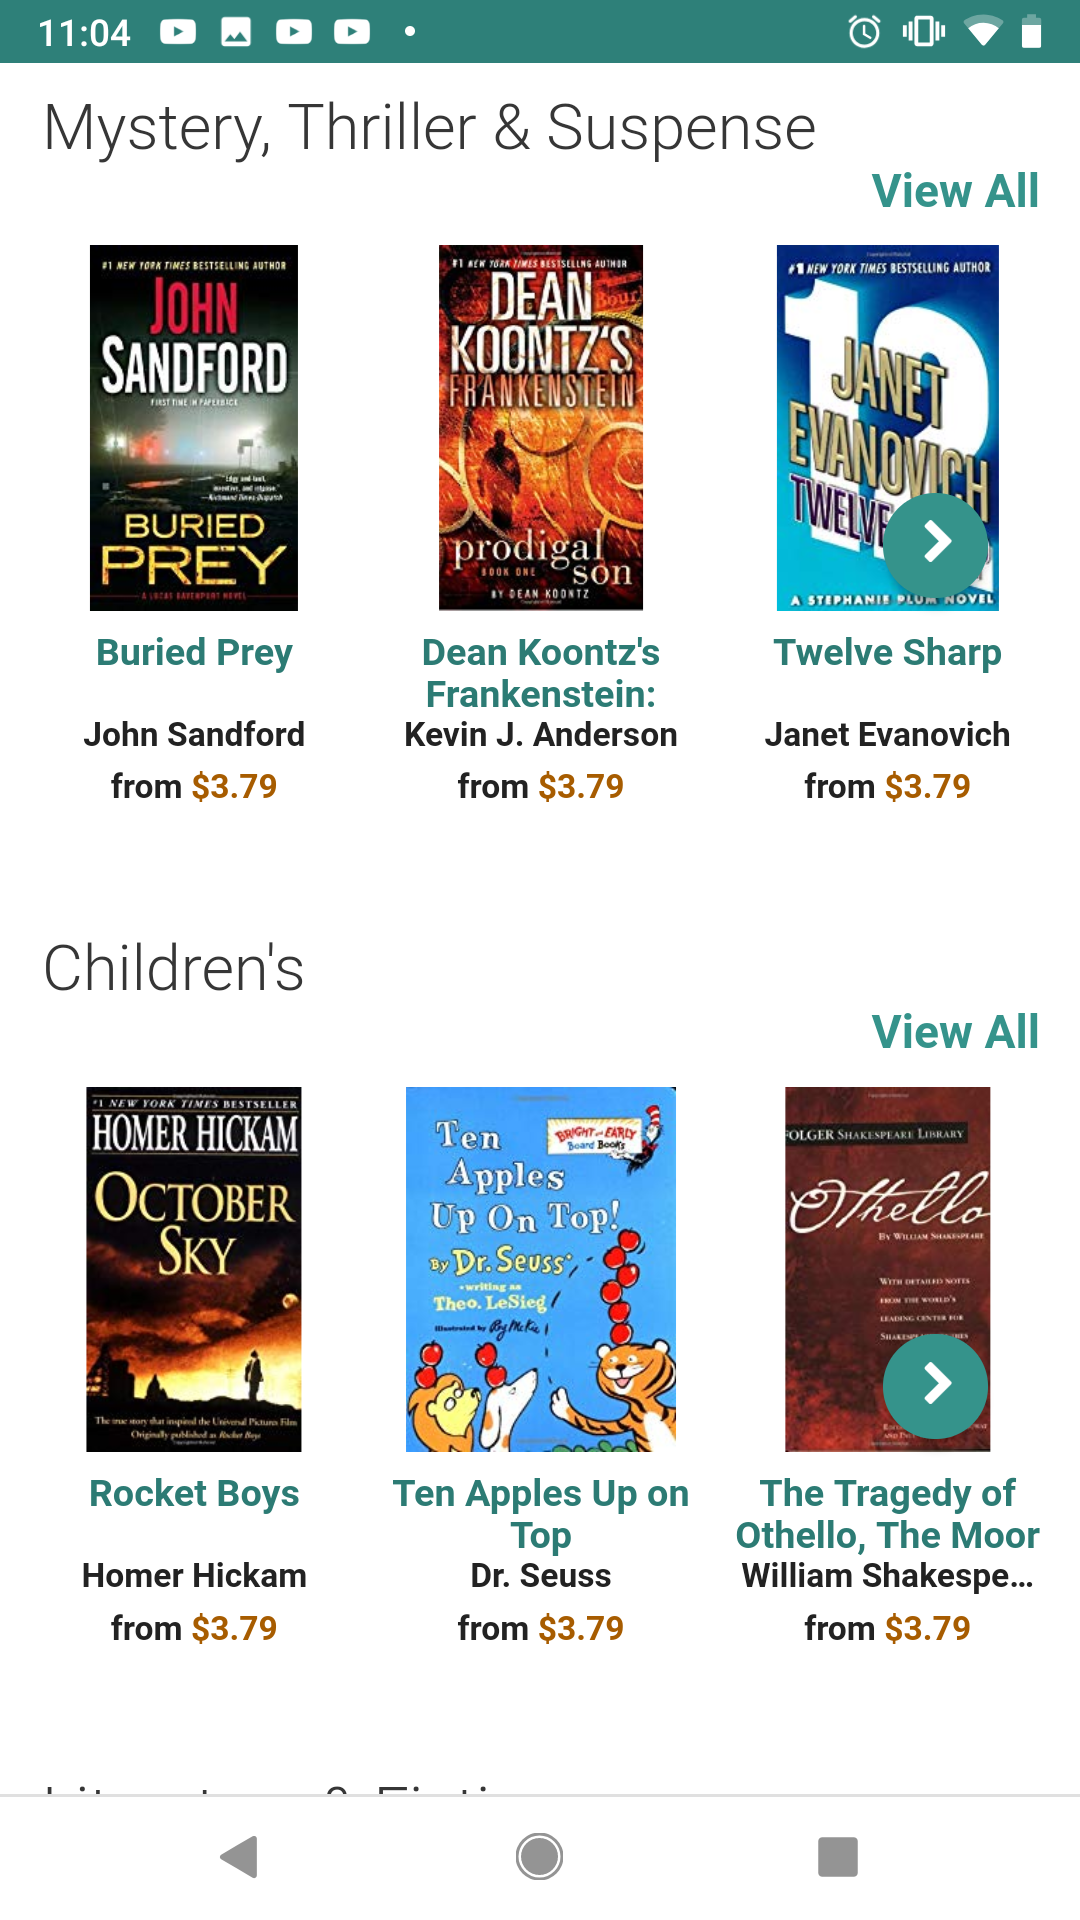 11:04
Mystery, Thriller & Suspense
View All
#1 NEW YORK TIMES BESTSELLING AUTHOR
JOHN
SANDFORD
FIRST TIME IN PAPERBACK
BURIED
PREY
A LUCAS DAVENPORT NOVEL
#1 NEW YORK TIMES BESTSELLING AUTHOR
DEAN
KOONTZ'S
FRANKENSTEIN
prodigal
BOOK ONE
son
BY DEAN KOONTZ
#1 NEW YORK TIMES BESTSELLING AUTHOR
12
JANET
EVANOVICH
TWELVE
A STEPHANIE PLUM NOVEL
Buried Prey
John Sandford
from $3.79
Dean Koontz's
Frankenstein:
Kevin J. Anderson
from $3.79
Twelve Sharp
Janet Evanovich
from $3.79
Children's
View All
#1 NEW YORK TIMES BESTSELLER
HOMER HICKAM
OCTOBER
SKY
The true story that inspired the Universal Pictures Film
Originally published as Rocket Boys
BRIGHT and EARLY
Board Books
Ten
Apples
Up On Top!
By Dr. Seuss
writing as
Theo. LeSieg
Illustrated by Roy McKie
FOLGER SHAKESPEARE LIBRARY
Othello
BY WILLIAM SHAKESPEARE
WITH DETAILED NOTES
FROM THE WORLD'S
LEADING CENTER FOR
Rocket Boys
Homer Hickam
from $3.79
Ten Apples Up on
Top
Dr. Seuss
from $3.79
The Tragedy of
Othello, The Moor
William Shakespe...
from $3.79